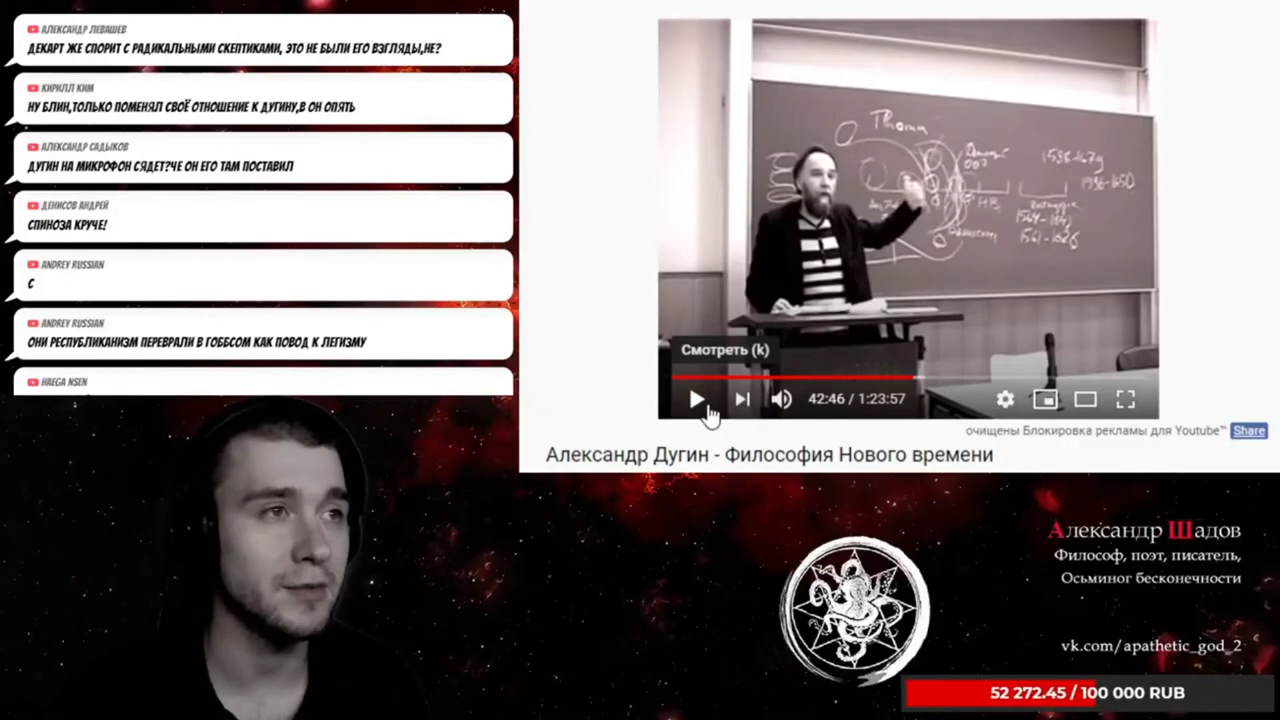 АЛЕКСАНДР ЛЕВАШЕВ
ДЕКАРТ ЖЕ СПОРИТ С РАДИКАЛЬНЫМИ СКЕПТИКАМИ, ЭТО НЕ БЫЛИ ЕГО ВЗГЛЯДЫ,НЕ?
КИРИЛЛ КИМ
НУ БЛИН,ТОЛЬКО ПОМЕНЯЛ СВОЁ ОТНОШЕНИЕ К ДУГИНУ,В ОН ОПЯТЬ
АЛЕКСАНДР САДЫКОВ
ДУГИН НА МИКРОФОН СЯДЕТ?ЧЕ ОН ЕГО ТАМ ПОСТАВИЛ
ДЕНИСОВ АНДРЕЙ
СПИНОЗА КРУЧЕ!
ANDREY RUSSIAN
С
ANDREY RUSSIAN
ОНИ РЕСПУБЛИКАНИЗМ ПЕРЕВРАЛИ В ГОББСОМ КАК ПОВОД К ЛЕГИЗМУ
HAEGA NSEN
1596-1650
1561-1626
Смотреть (k)
42:46 / 1:23:57
очищены Блокировка рекламы для Youtube™ Share
Александр Дугин - Философия Нового времени
Александр Шадов
Философ, поэт, писатель,
Осьминог бесконечности
vk.com/apathetic_god_2
52 272.45 / 100 000 RUB